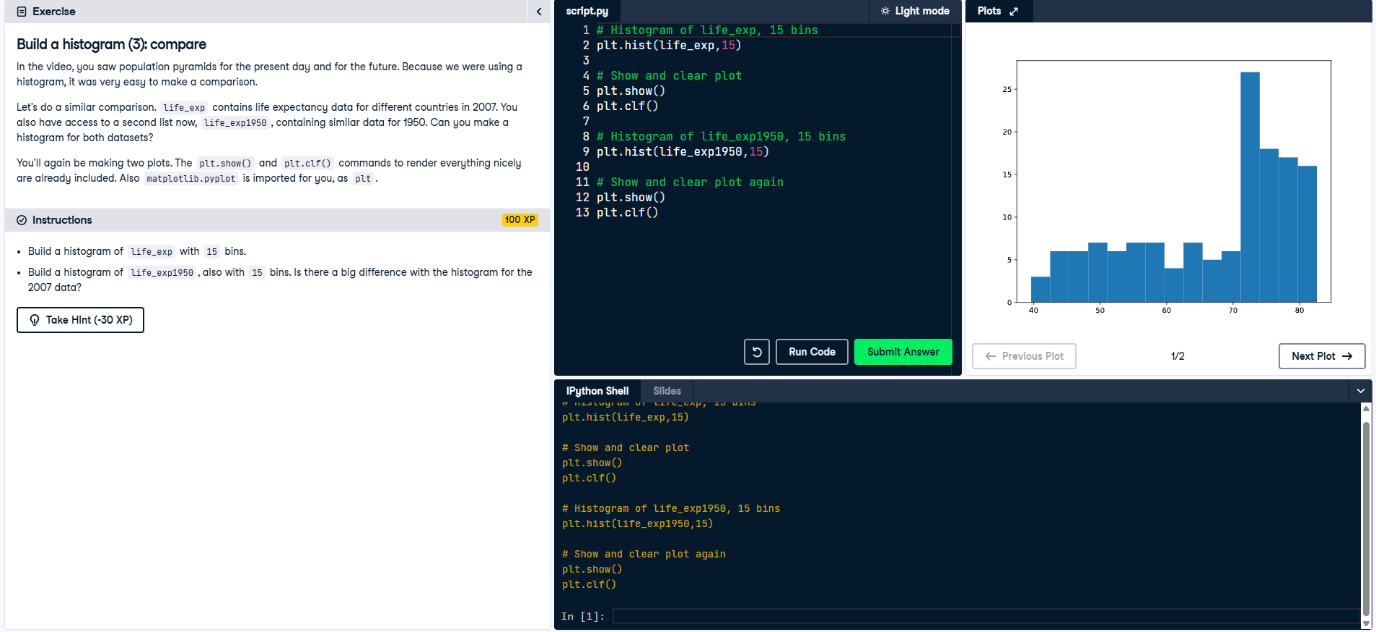 Exercise
Build a histogram (3): compare
In the video, you saw population pyramids for the present day and for the future. Because we were using a
histogram, it was very easy to make a comparison.
Let's do a similar comparison. life_exp contains life expectancy data for different countries in 2007. You
also have access to a second list now, life_exp1950, containing similar data for 1950. Can you make a
histogram for both datasets?
You'll again be making two plots. The plt.show() and plt.clf() commands to render everything nicely
are already included. Also matplotlib.pyplot is imported for you, as plt.
Instructions
100 XP
• Build a histogram of life_exp with 15 bins.
• Build a histogram of life_exp1950, also with 15 bins. Is there a big difference with the histogram for the
2007 data?
Take Hint (-30 XP)
script.py
Light mode
1 # Histogram of life_exp, 15 bins
2 plt.hist(life_exp,15)
3
4 # Show and clear plot
5 plt.show()
6 plt.clf()
7
8 # Histogram of life_exp1950, 15 bins
9 plt.hist(life_exp1950,15)
10
11 # Show and clear plot again
12 plt.show()
13 plt.clf()
Run Code
Submit Answer
Plots
25
20
15
10
5
0
40 50 60 70 80
Previous Plot
1/2
Next Plot
IPython Shell
Slides
# Histogram of life_exp, 15 bins
plt.hist(life_exp,15)
# Show and clear plot
plt.show()
plt.clf()
# Histogram of life_exp1950, 15 bins
plt.hist(life_exp1950,15)
# Show and clear plot again
plt.show()
plt.clf()
In [1]: